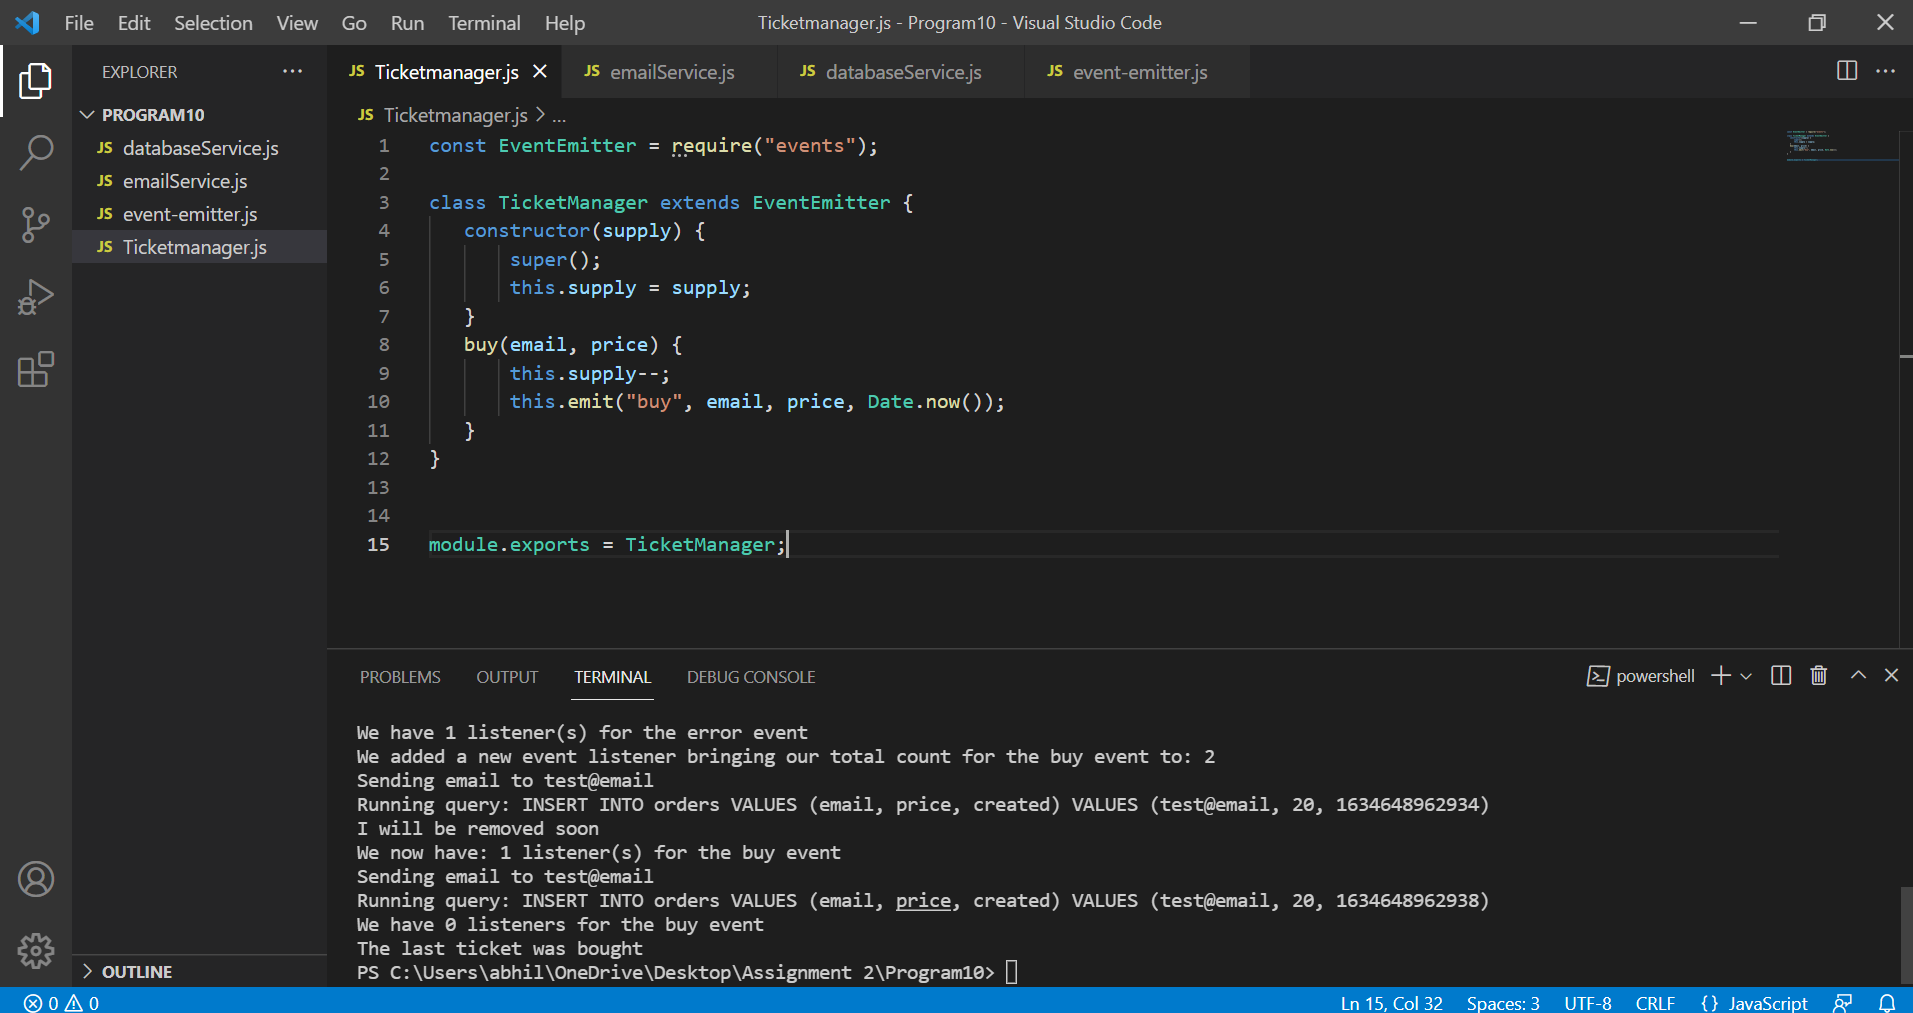 File Edit Selection View Go Run Terminal Help
Ticketmanager.js - Program10 - Visual Studio Code
EXPLORER
PROGRAM10
JS databaseService.js
JS emailService.js
JS event-emitter.js
JS Ticketmanager.js
OUTLINE
JS Ticketmanager.js
JS emailService.js
JS databaseService.js
JS event-emitter.js
JS Ticketmanager.js > ...
1 const EventEmitter = require("events");
2
3 class TicketManager extends EventEmitter {
4 constructor(supply) {
5 super();
6 this.supply = supply;
7 }
8 buy(email, price) {
9 this.supply--;
10 this.emit("buy", email, price, Date.now());
11 }
12 }
13
14
15 module.exports = TicketManager;
PROBLEMS OUTPUT TERMINAL DEBUG CONSOLE
powershell
We have 1 listener(s) for the error event
We added a new event listener bringing our total count for the buy event to: 2
Sending email to test@email
Running query: INSERT INTO orders VALUES (email, price, created) VALUES (test@email, 20, 1634648962934)
I will be removed soon
We now have: 1 listener(s) for the buy event
Sending email to test@email
Running query: INSERT INTO orders VALUES (email, price, created) VALUES (test@email, 20, 1634648962938)
We have 0 listeners for the buy event
The last ticket was bought
PS C:\Users\abhil\OneDrive\Desktop\Assignment 2\Program10>
0 0
Ln 15, Col 32 Spaces: 3 UTF-8 CRLF {} JavaScript